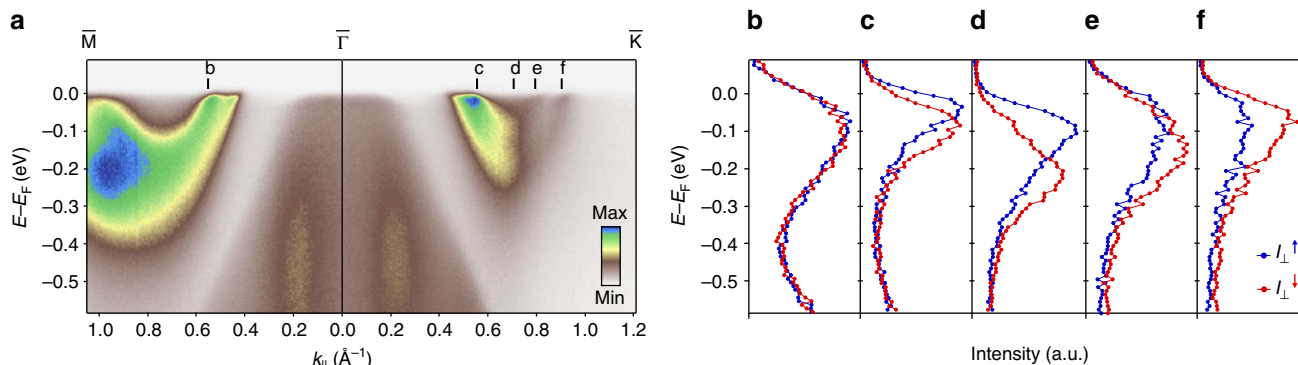 a
M̅ Γ̅ K̅
b c d e f
0.0
−0.1
−0.2
−0.3
−0.4
−0.5
E−E_F (eV)
Max
Min
1.0 0.8 0.6 0.4 0.2 0.0 0.2 0.4 0.6 0.8 1.0 1.2
(Å⁻¹)
b c d e f
0.0
−0.1
−0.2
−0.3
−0.4
−0.5
E−E_F (eV)
I⊥↑
I⊥↓
b c d e f
Intensity (a.u.)